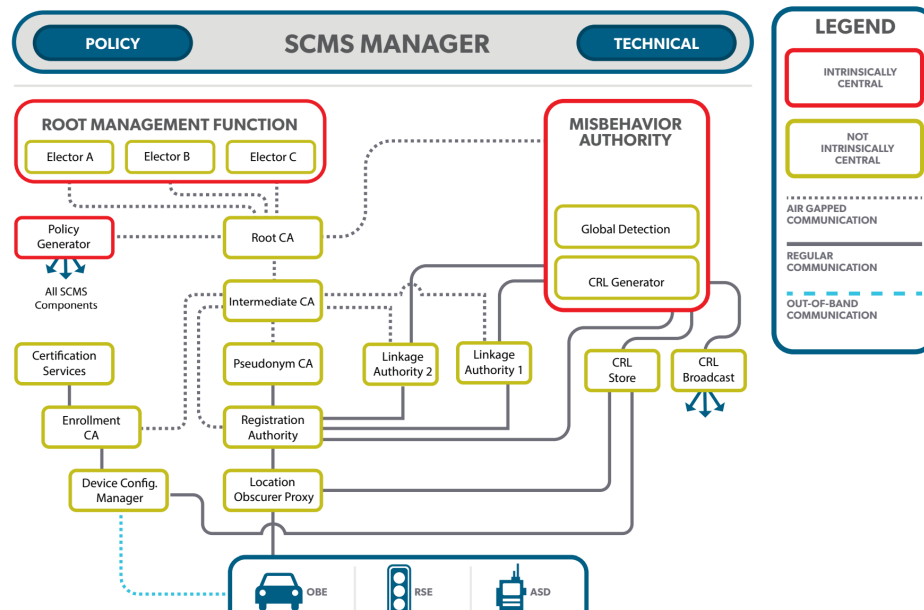 POLICY
SCMS MANAGER
TECHNICAL
LEGEND
INTRINSICALLY
CENTRAL
NOT
INTRINSICALLY
CENTRAL
AIR GAPPED
COMMUNICATION
REGULAR
COMMUNICATION
OUT-OF-BAND
COMMUNICATION
ROOT MANAGEMENT FUNCTION
Elector A
Elector B
Elector C
MISBEHAVIOR
AUTHORITY
Global Detection
CRL Generator
Policy
Generator
All SCMS
Components
Root CA
Intermediate CA
Certification
Services
Pseudonym CA
Linkage
Authority 2
Linkage
Authority 1
CRL
Store
CRL
Broadcast
Enrollment
CA
Registration
Authority
Device Config.
Manager
Location
Obscurer Proxy
OBE
RSE
ASD